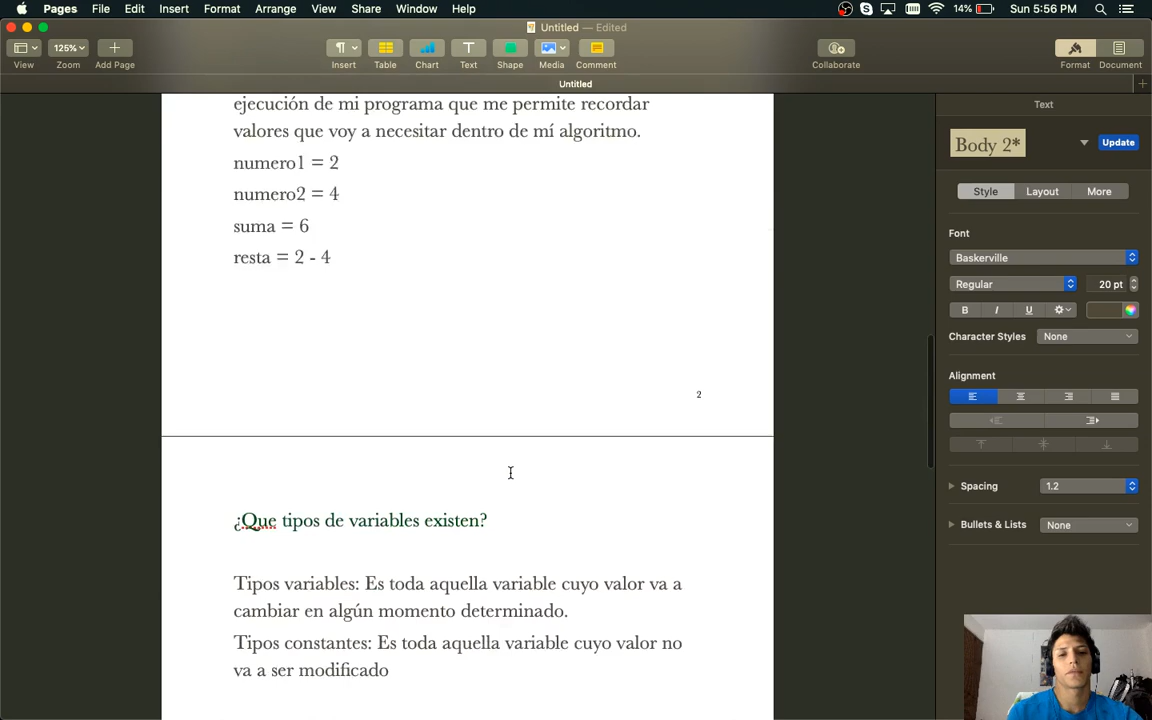 Pages File Edit Insert Format Arrange View Share Window Help 14% Sun 5:56 PM
Untitled — Edited
125%
View Zoom Add Page Insert Table Chart Text Shape Media Comment Collaborate Format Document
Untitled
ejecución de mi programa que me permite recordar
valores que voy a necesitar dentro de mí algoritmo.
numero1 = 2
numero2 = 4
suma = 6
resta = 2 - 4
2
¿Que tipos de variables existen?
Tipos variables: Es toda aquella variable cuyo valor va a
cambiar en algún momento determinado.
Tipos constantes: Es toda aquella variable cuyo valor no
va a ser modificado
Text
Body 2*
Update
Style Layout More
Font
Baskerville
Regular 20 pt
B I U
Character Styles None
Alignment
Spacing 1.2
Bullets & Lists None